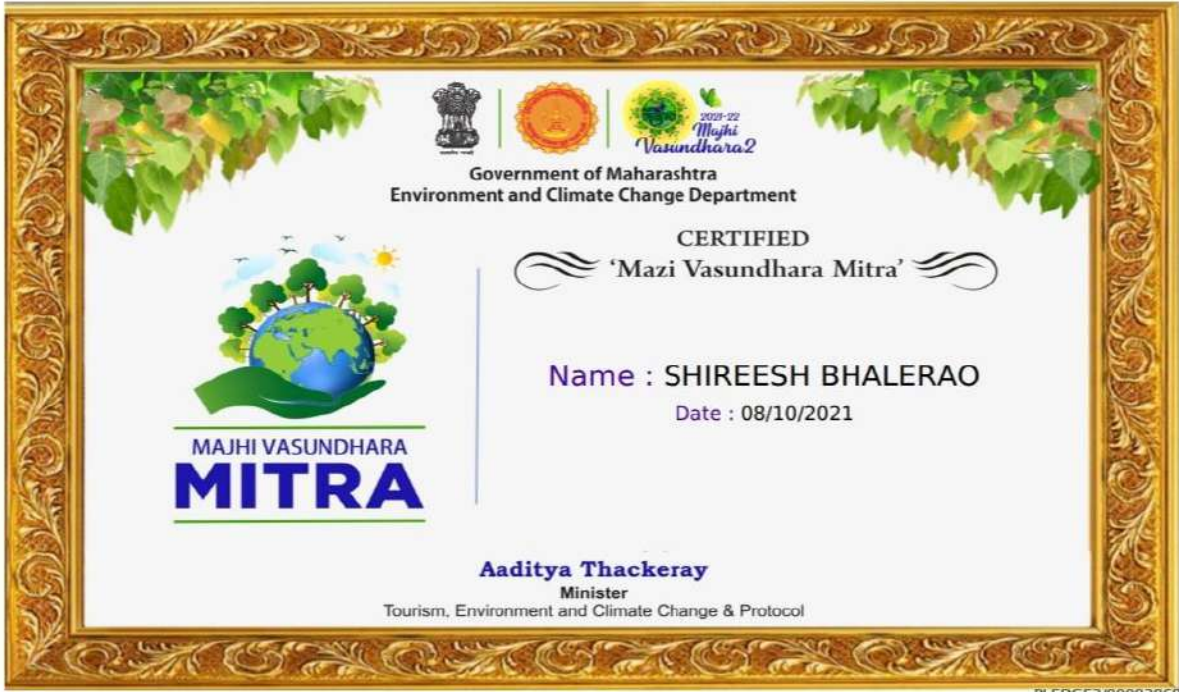 2021-22
Majhi
Vasundhara2
Government of Maharashtra
Environment and Climate Change Department
CERTIFIED
‘Mazi Vasundhara Mitra’
Name : SHIREESH BHALERAO
Date : 08/10/2021
MAJHI VASUNDHARA
MITRA
Aaditya Thackeray
Minister
Tourism, Environment and Climate Change & Protocol